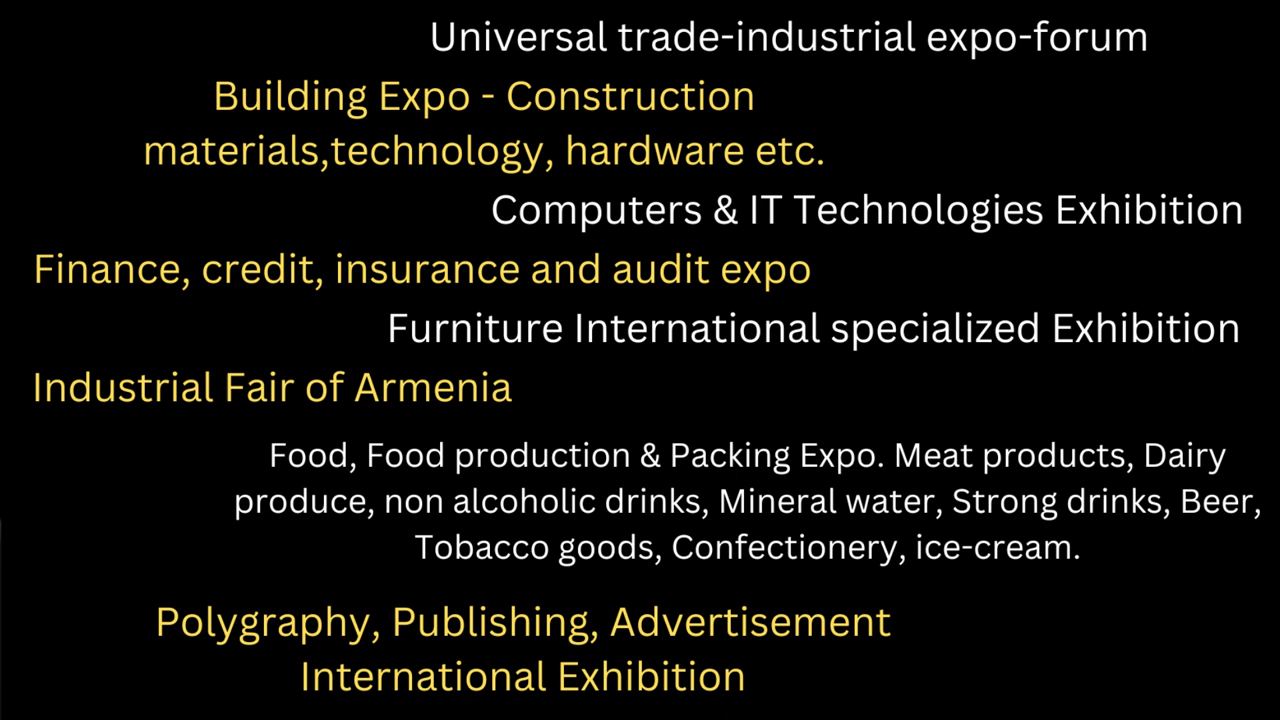 Universal trade-industrial expo-forum
Building Expo - Construction
materials,technology, hardware etc.
Computers & IT Technologies Exhibition
Finance, credit, insurance and audit expo
Furniture International specialized Exhibition
Industrial Fair of Armenia
Food, Food production & Packing Expo. Meat products, Dairy
produce, non alcoholic drinks, Mineral water, Strong drinks, Beer,
Tobacco goods, Confectionery, ice-cream.
Polygraphy, Publishing, Advertisement
International Exhibition